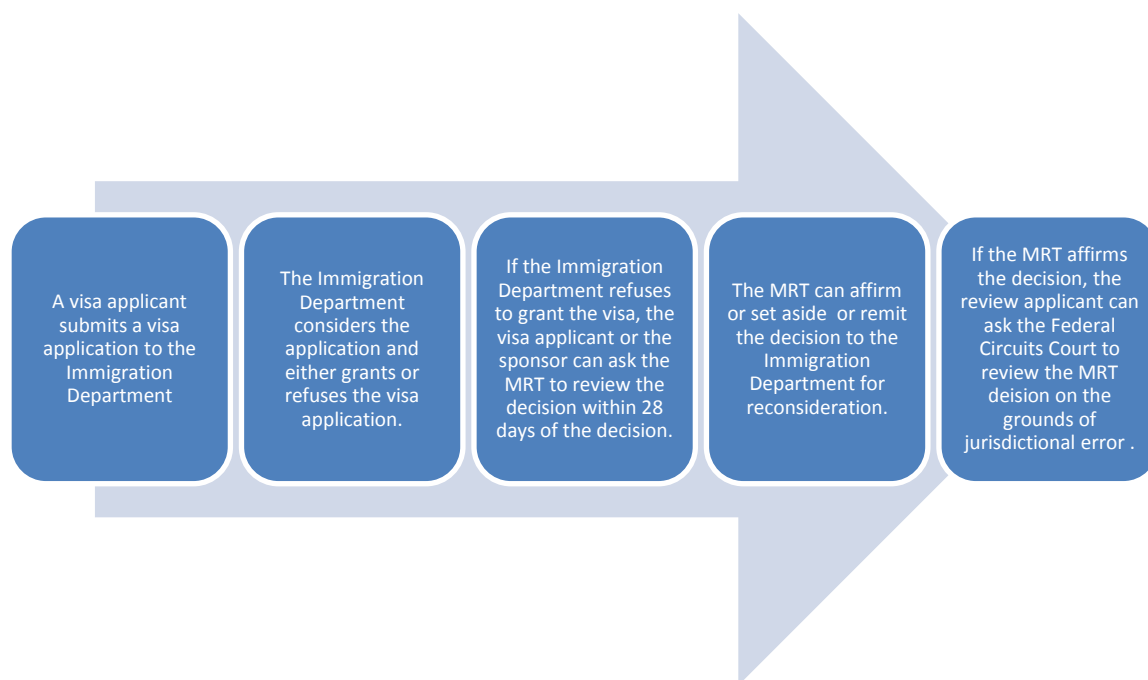 A visa applicant
submits a visa
application to the
Immigration
Department
The Immigration
Department
considers the
application and
either grants or
refuses the visa
application.
If the Immigration
Department refuses
to grant the visa, the
visa applicant or the
sponsor can ask the
MRT to review the
decision within 28
days of the decision.
The MRT can affirm
or set aside  or remit
the decision to the
Immigration
Department for
reconsideration.
If the MRT affirms
the decision, the
review applicant can
ask the Federal
Circuits Court to
review the MRT
deision on the
grounds of
jurisdictional error .